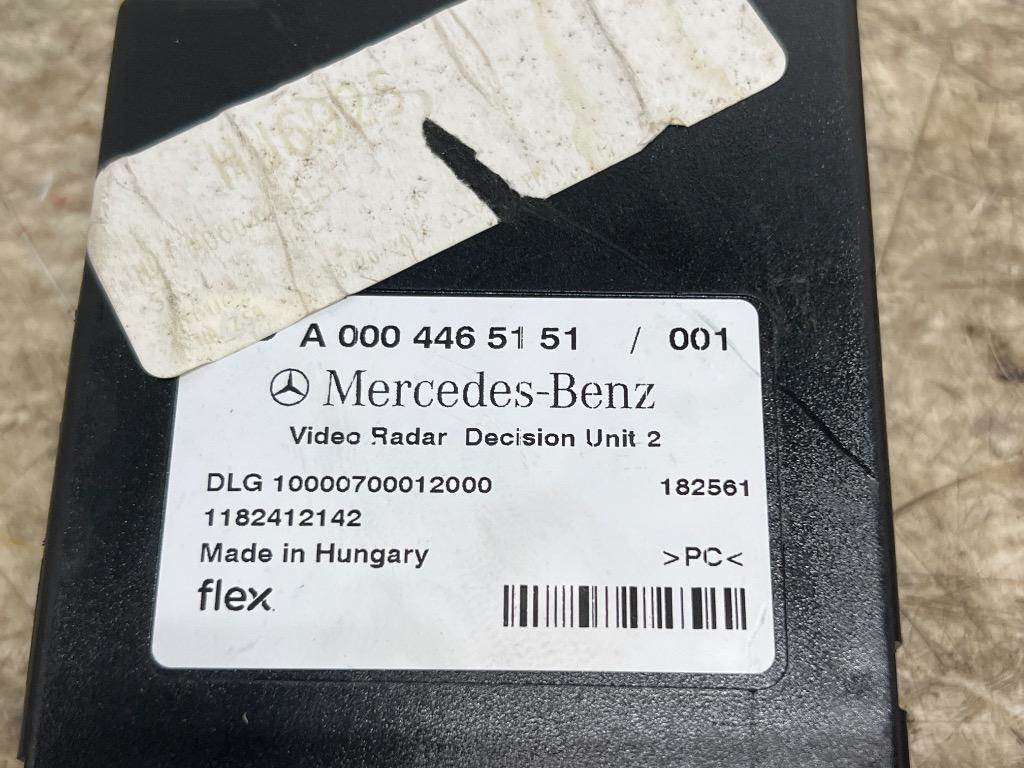 A 000 446 51 51 / 001
Mercedes-Benz
Video Radar Decision Unit 2
DLG 10000700012000 182561
1182412142
Made in Hungary >PC<
flex